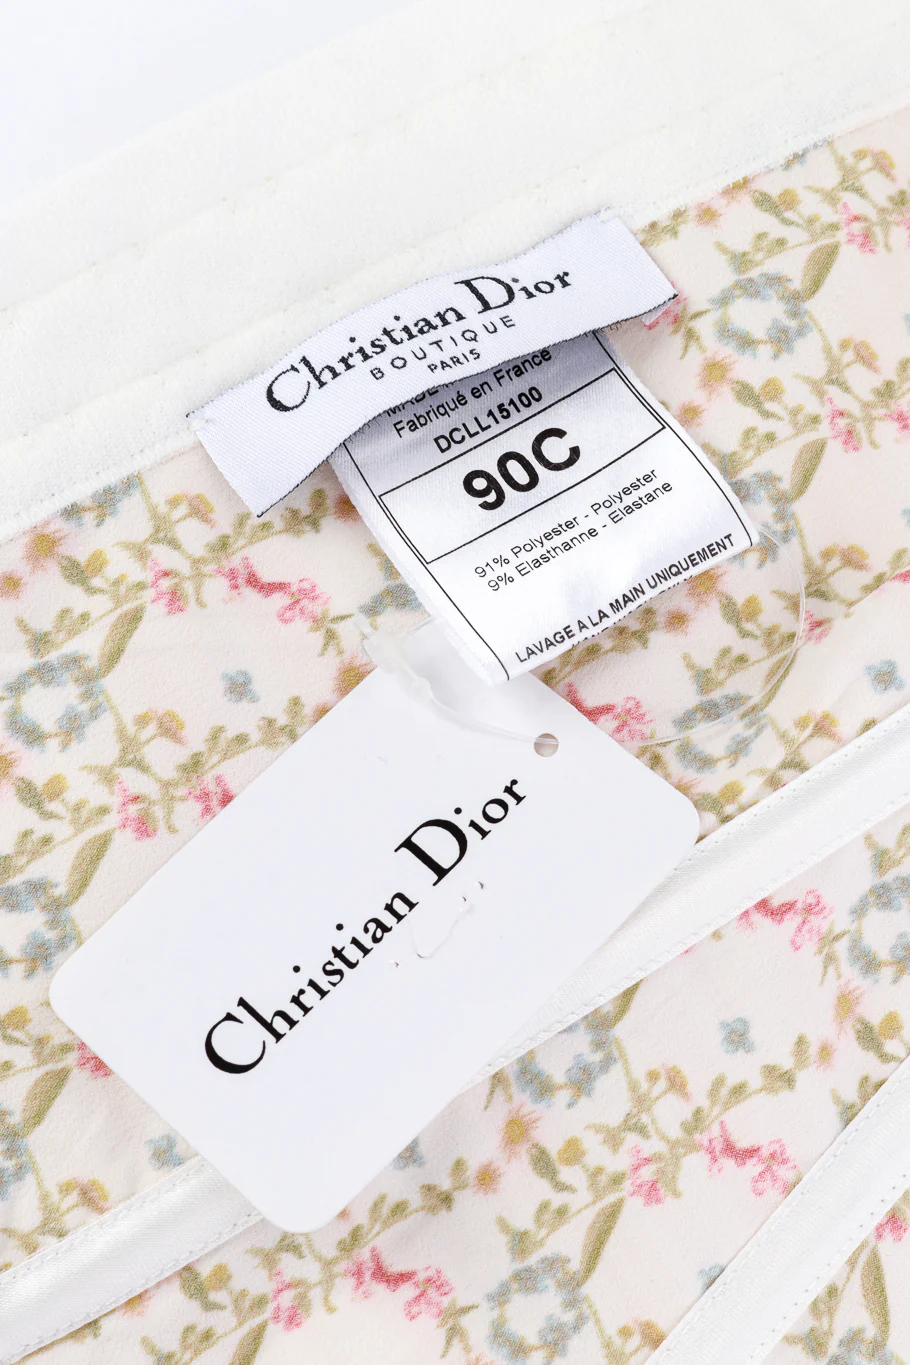 Christian Dior
BOUTIQUE
PARIS
Fabriqué en France
DCLL15100
90C
91% Polyester - Polyester
9% Elasthanne - Elastane
LAVAGE A LA MAIN UNIQUEMENT
Christian Dior